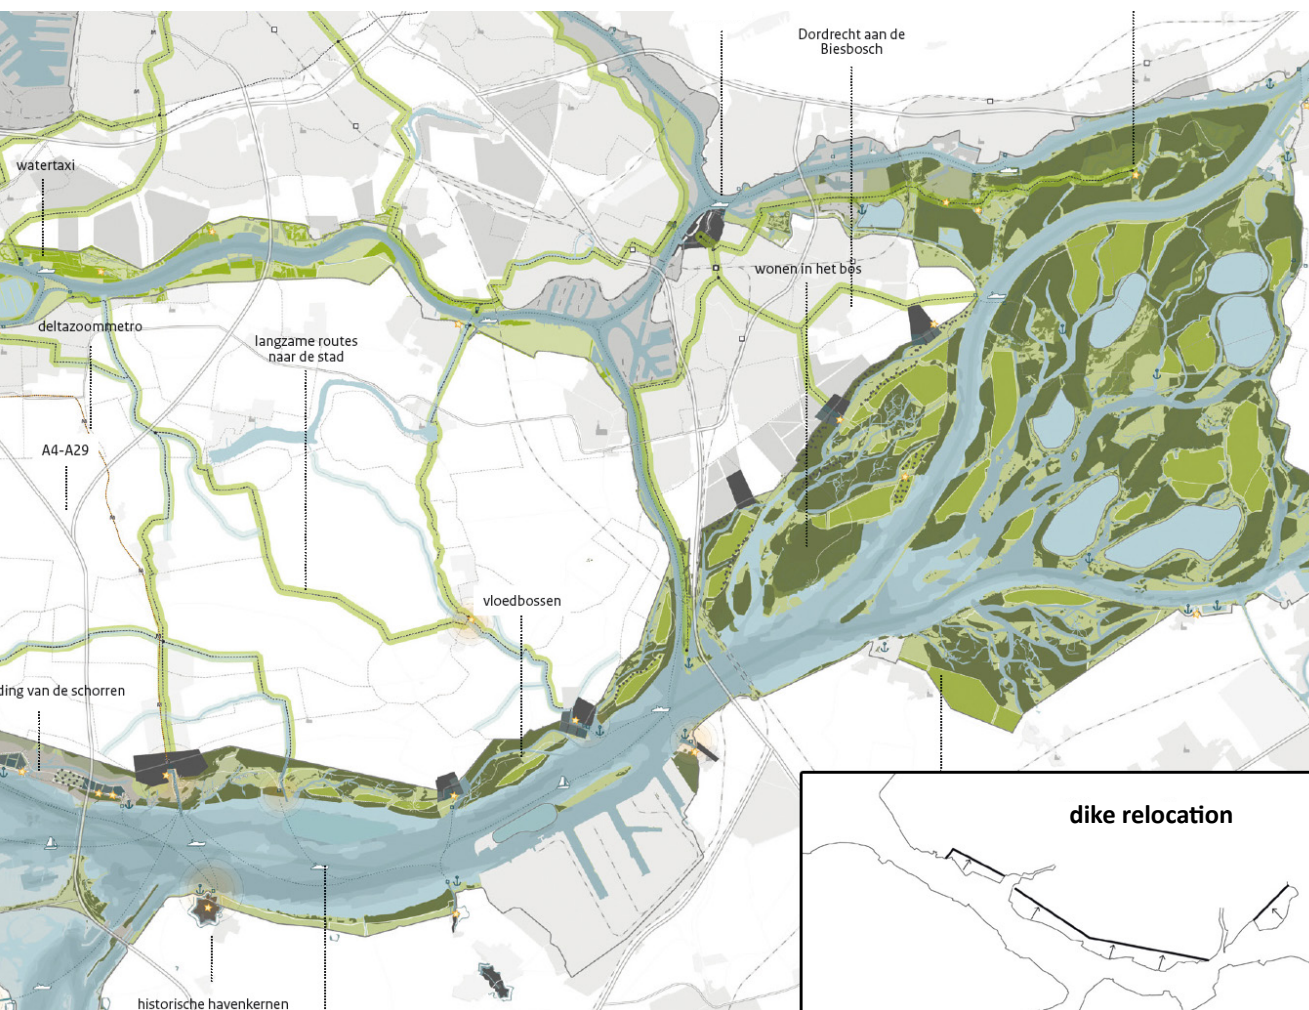 Dordrecht aan de
Biesbosch
watertaxi
wonen in het bos
deltazoommetro
langzame routes
naar de stad
A4-A29
vloedbossen
ding van de schorren
dike relocation
historische havenkernen